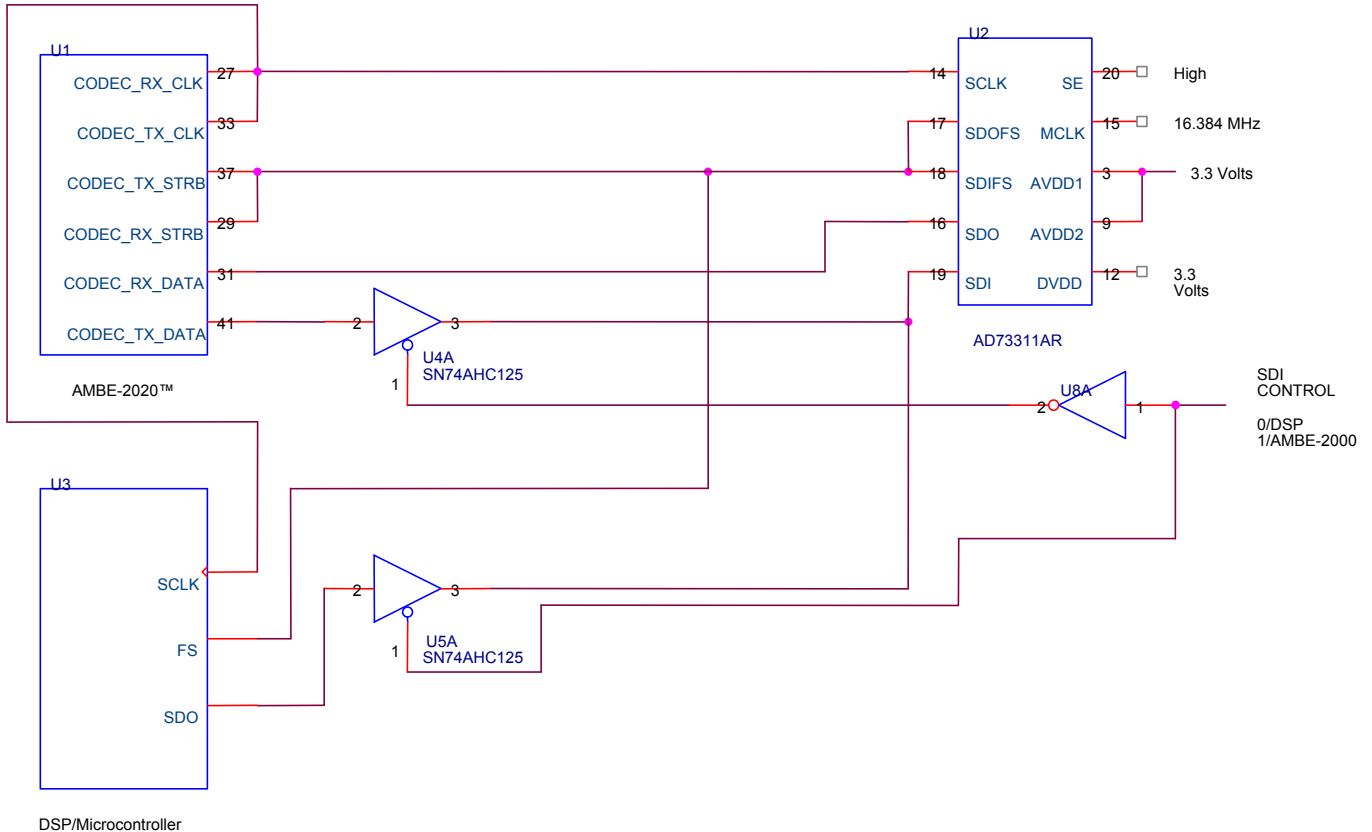 U1
27
CODEC_RX_CLK
33
CODEC_TX_CLK
37
CODEC_TX_STRB
29
CODEC_RX_STRB
31
CODEC_RX_DATA
41
CODEC_TX_DATA
AMBE-2020™
U2
14
SCLK
17
SDOFS
18
SDIFS
16
SDO
19
SDI
20
SE
High
15
MCLK
16.384 MHz
3
AVDD1
3.3 Volts
9
AVDD2
12
DVDD
3.3
Volts
AD73311AR
2
3
1
U4A
SN74AHC125
U8A
2
1
SDI
CONTROL
0/DSP
1/AMBE-2000
U3
SCLK
FS
SDO
DSP/Microcontroller
2
3
1
U5A
SN74AHC125